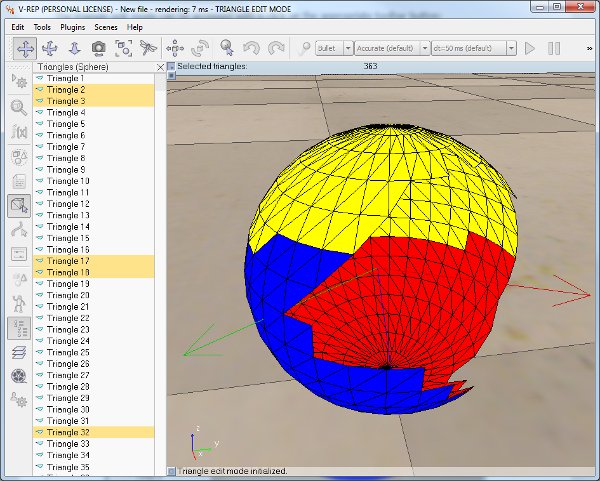 V-REP (PERSONAL LICENSE) - New file - rendering: 7 ms - TRIANGLE EDIT MODE
Edit Tools Plugins Scenes Help
Bullet Accurate (default) dt=50 ms (default)
Triangles (Sphere)
Selected triangles: 363
Triangle 1
Triangle 2
Triangle 3
Triangle 4
Triangle 5
Triangle 6
Triangle 7
Triangle 8
Triangle 9
Triangle 10
Triangle 11
Triangle 12
Triangle 13
Triangle 14
Triangle 15
Triangle 16
Triangle 17
Triangle 18
Triangle 19
Triangle 20
Triangle 21
Triangle 22
Triangle 23
Triangle 24
Triangle 25
Triangle 26
Triangle 27
Triangle 28
Triangle 29
Triangle 30
Triangle 31
Triangle 32
Triangle 33
Triangle 34
Triangle 35
f(x)
z
y
x
Triangle edit mode initialized.